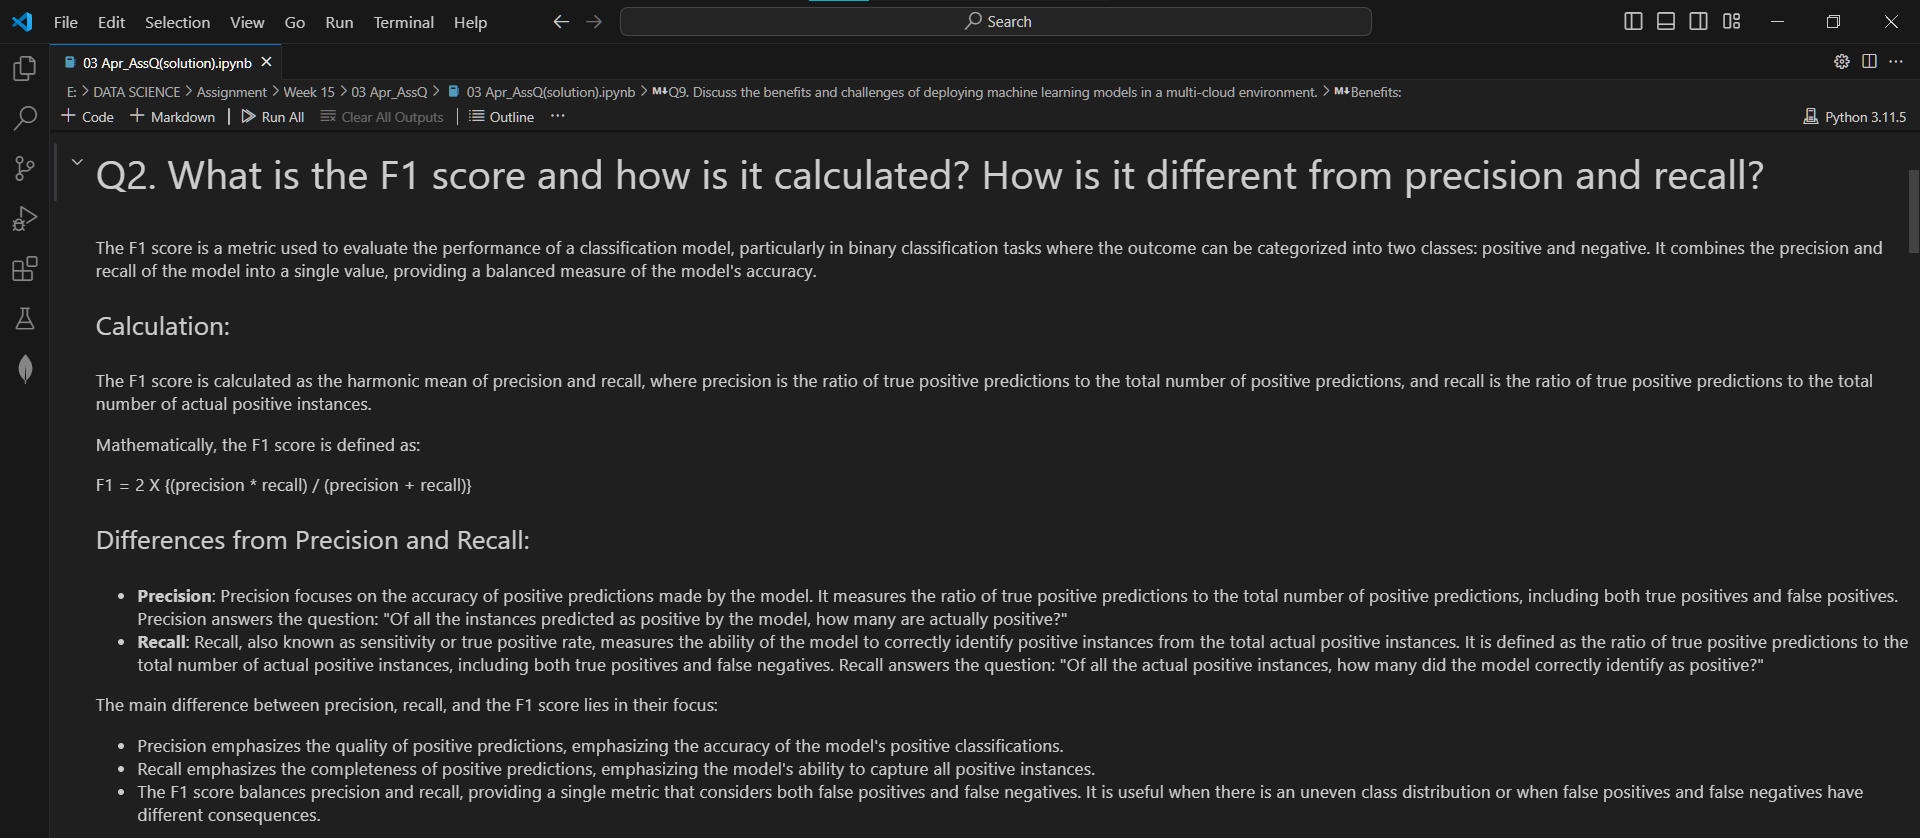 File Edit Selection View Go Run Terminal Help Search
03 Apr_AssQ(solution).ipynb
E: > DATA SCIENCE > Assignment > Week 15 > 03 Apr_AssQ > 03 Apr_AssQ(solution).ipynb > M↓Q9. Discuss the benefits and challenges of deploying machine learning models in a multi-cloud environment. > M↓Benefits:
+ Code + Markdown | Run All Clear All Outputs | Outline ··· Python 3.11.5
Q2. What is the F1 score and how is it calculated? How is it different from precision and recall?
The F1 score is a metric used to evaluate the performance of a classification model, particularly in binary classification tasks where the outcome can be categorized into two classes: positive and negative. It combines the precision and
recall of the model into a single value, providing a balanced measure of the model's accuracy.
Calculation:
The F1 score is calculated as the harmonic mean of precision and recall, where precision is the ratio of true positive predictions to the total number of positive predictions, and recall is the ratio of true positive predictions to the total
number of actual positive instances.
Mathematically, the F1 score is defined as:
F1 = 2 X {(precision * recall) / (precision + recall)}
Differences from Precision and Recall:
• Precision: Precision focuses on the accuracy of positive predictions made by the model. It measures the ratio of true positive predictions to the total number of positive predictions, including both true positives and false positives.
Precision answers the question: "Of all the instances predicted as positive by the model, how many are actually positive?"
• Recall: Recall, also known as sensitivity or true positive rate, measures the ability of the model to correctly identify positive instances from the total actual positive instances. It is defined as the ratio of true positive predictions to the
total number of actual positive instances, including both true positives and false negatives. Recall answers the question: "Of all the actual positive instances, how many did the model correctly identify as positive?"
The main difference between precision, recall, and the F1 score lies in their focus:
• Precision emphasizes the quality of positive predictions, emphasizing the accuracy of the model's positive classifications.
• Recall emphasizes the completeness of positive predictions, emphasizing the model's ability to capture all positive instances.
• The F1 score balances precision and recall, providing a single metric that considers both false positives and false negatives. It is useful when there is an uneven class distribution or when false positives and false negatives have
different consequences.